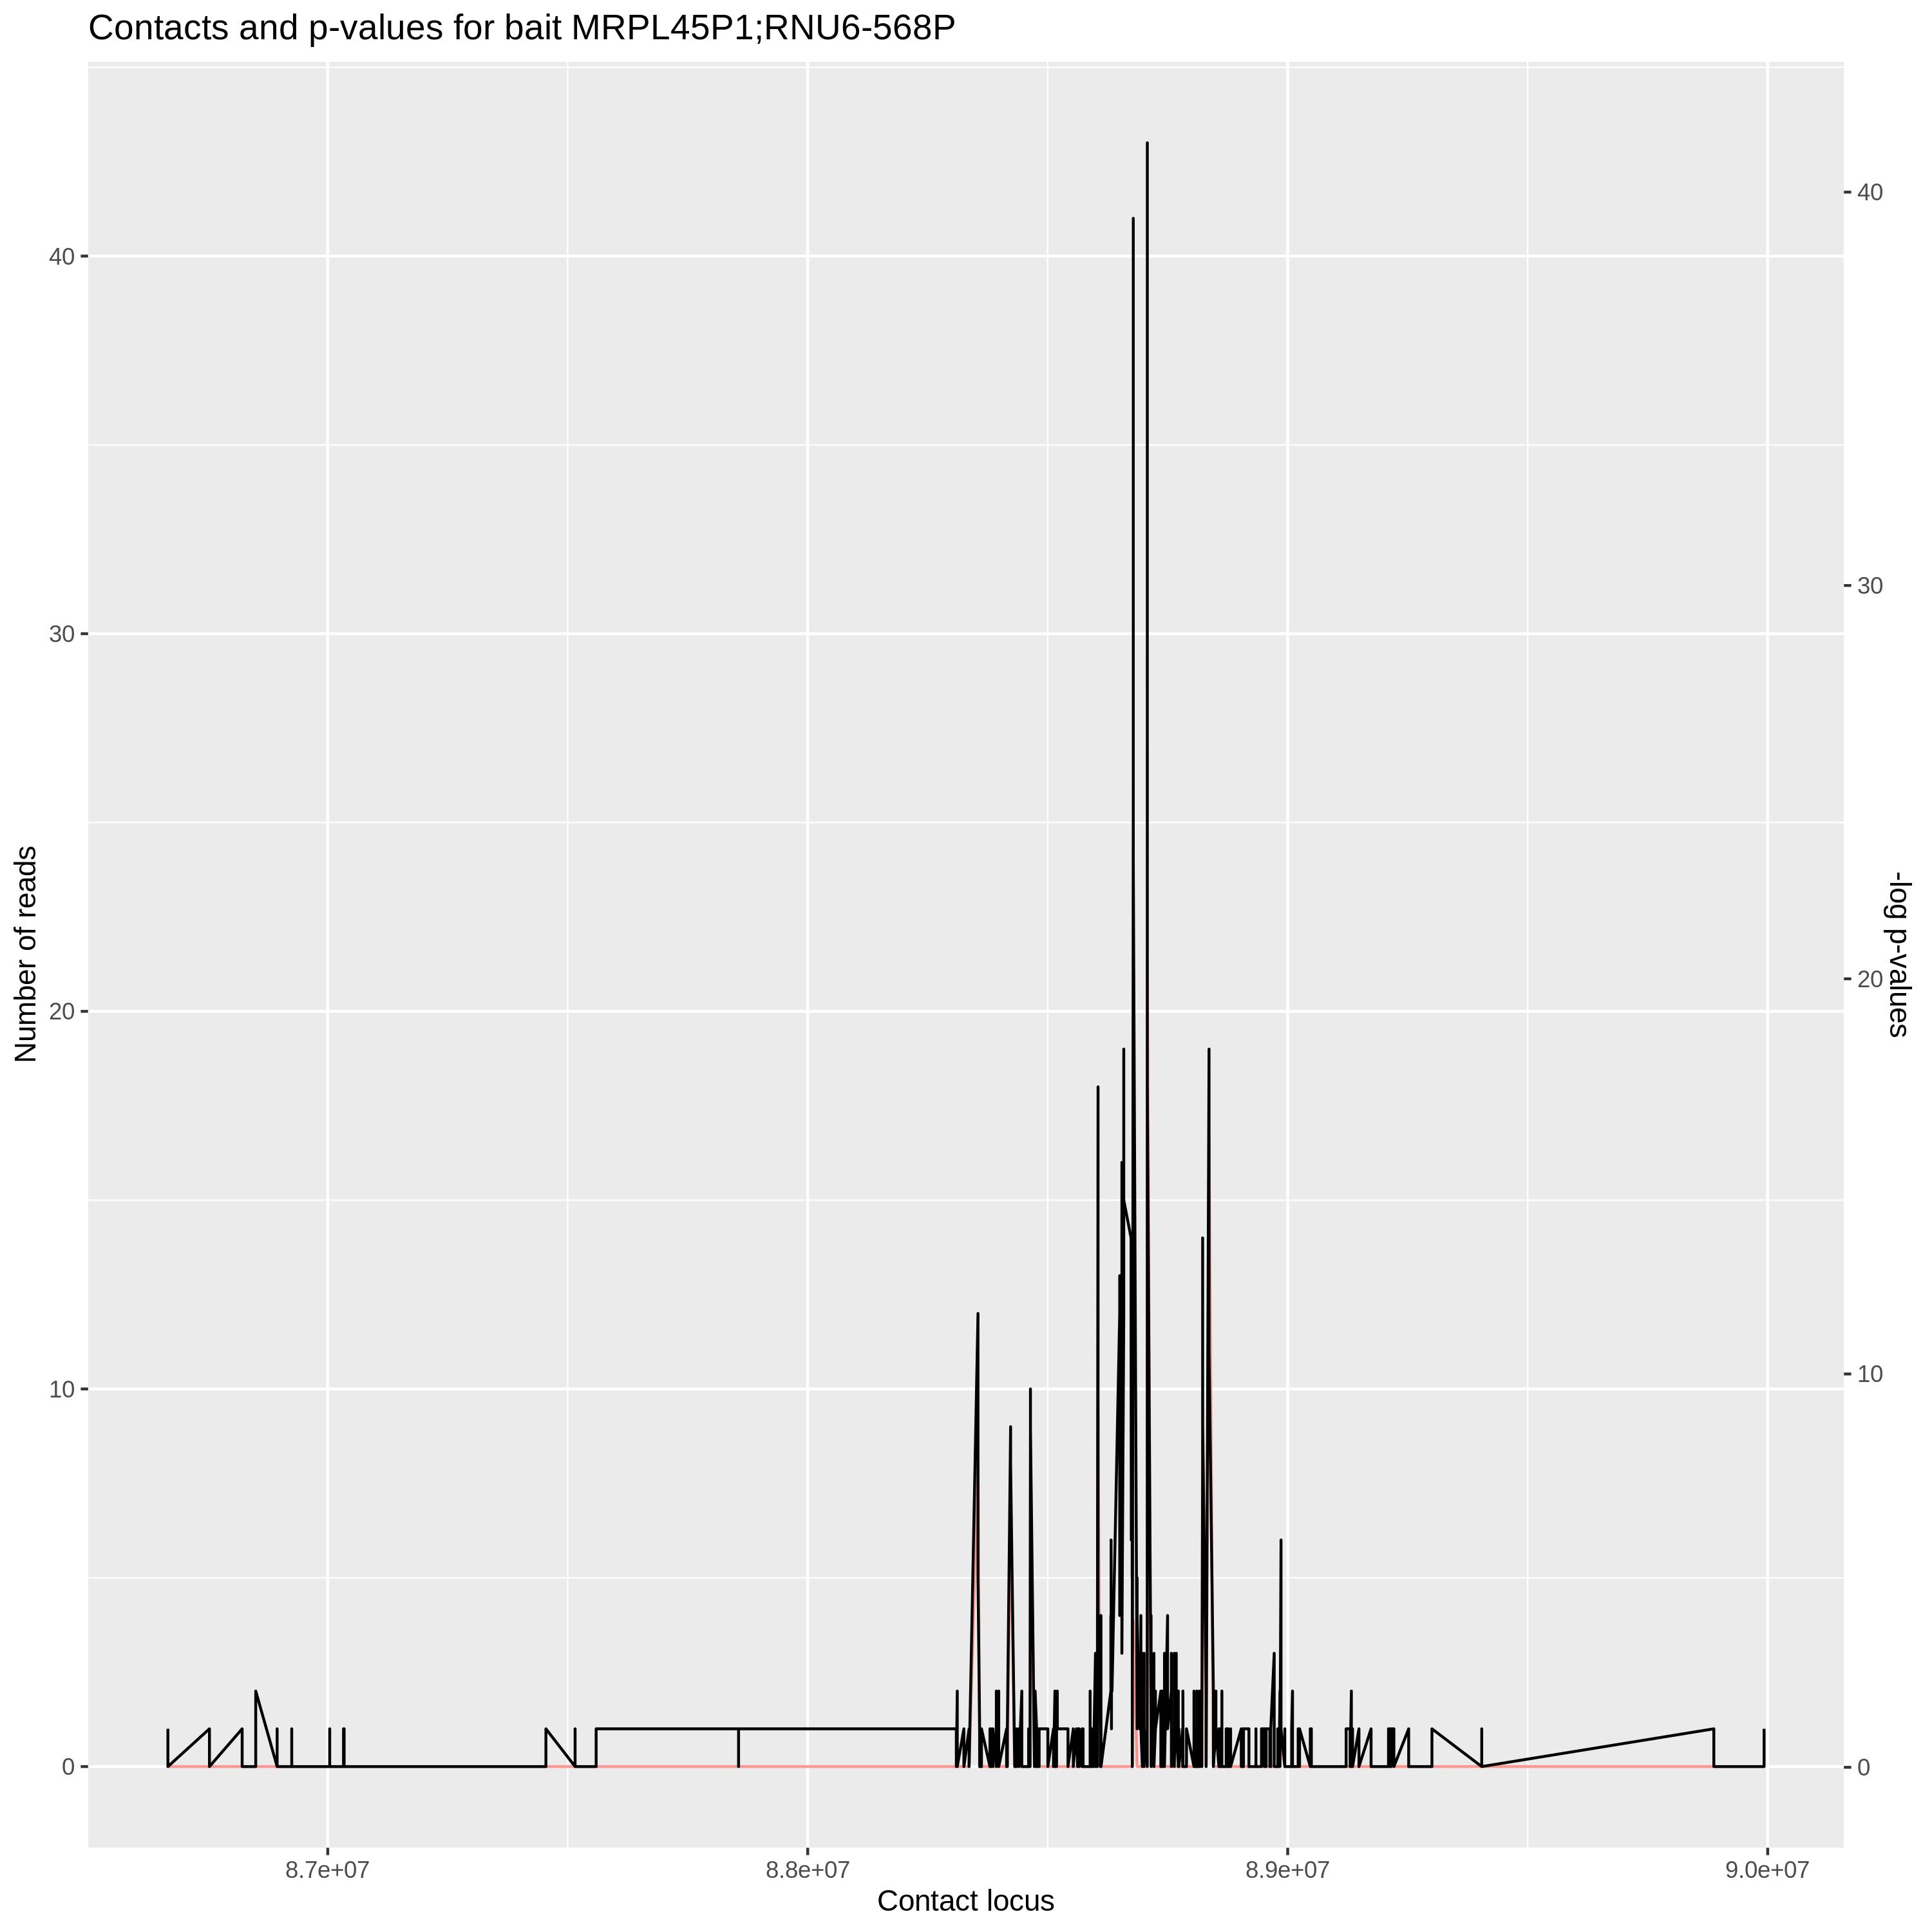 Contacts and p-values for bait MRPL45P1;RNU6-568P
40
30
20
10
0
Number of reads
40
30
20
10
0
-log p-values
8.7e+07
8.8e+07
8.9e+07
9.0e+07
Contact locus